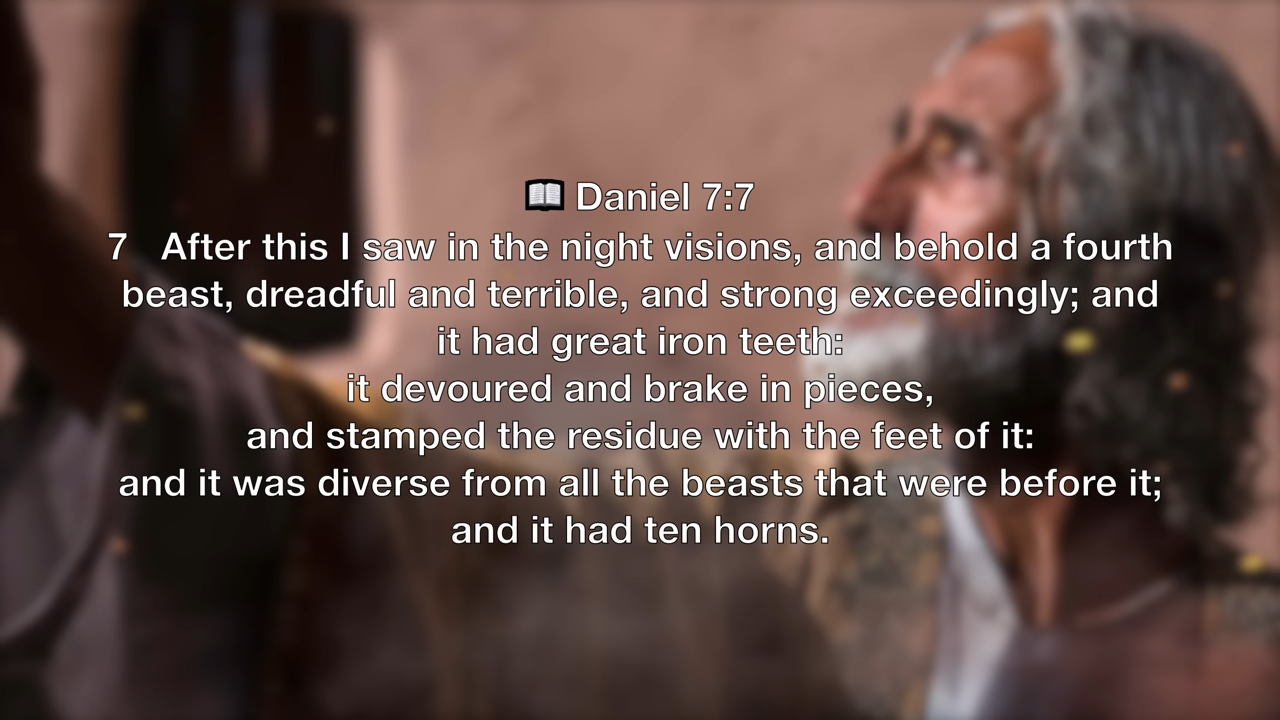 📖 Daniel 7:7
7 After this I saw in the night visions, and behold a fourth
beast, dreadful and terrible, and strong exceedingly; and
it had great iron teeth:
it devoured and brake in pieces,
and stamped the residue with the feet of it:
and it was diverse from all the beasts that were before it;
and it had ten horns.